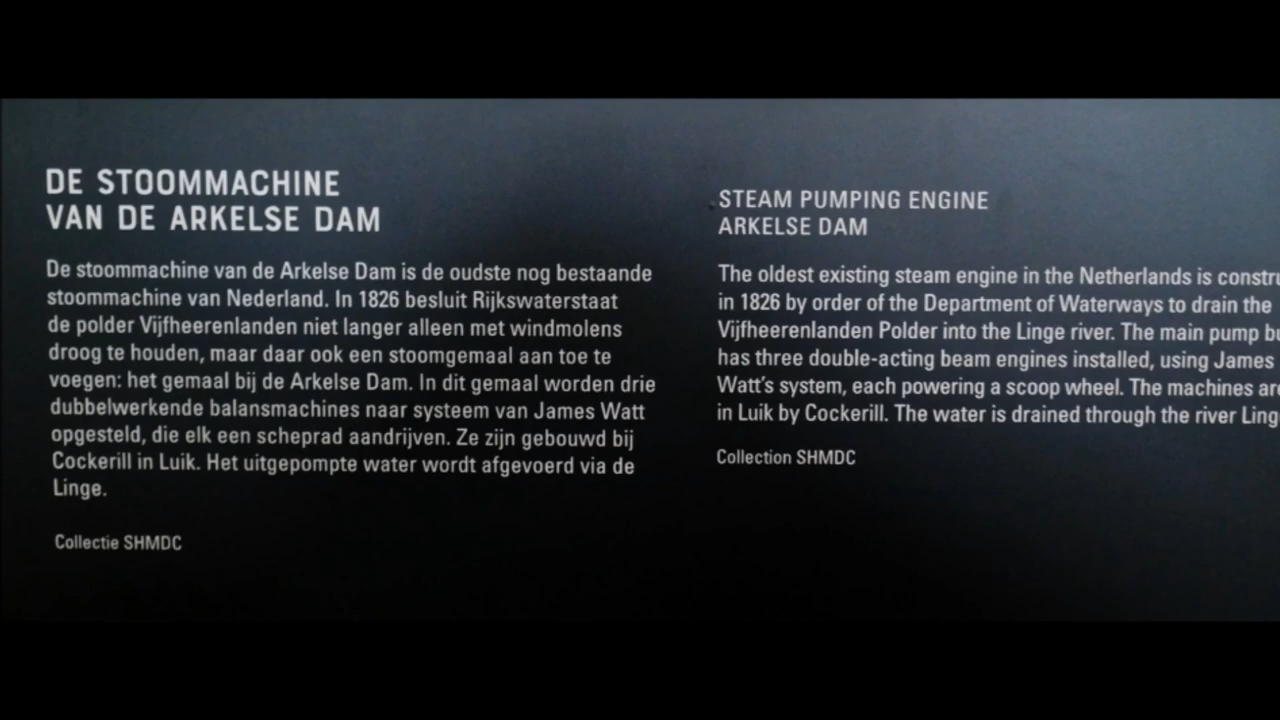 DE STOOMMACHINE
VAN DE ARKELSE DAM
De stoommachine van de Arkelse Dam is de oudste nog bestaande
stoommachine van Nederland. In 1826 besluit Rijkswaterstaat
de polder Vijfheerenlanden niet langer alleen met windmolens
droog te houden, maar daar ook een stoomgemaal aan toe te
voegen: het gemaal bij de Arkelse Dam. In dit gemaal worden drie
dubbelwerkende balansmachines naar systeem van James Watt
opgesteld, die elk een scheprad aandrijven. Ze zijn gebouwd bij
Cockerill in Luik. Het uitgepompte water wordt afgevoerd via de
Linge.
Collectie SHMDC
STEAM PUMPING ENGINE
ARKELSE DAM
The oldest existing steam engine in the Netherlands is
in 1826 by order of the Department of Waterways to drain the
Vijfheerenlanden Polder into the Linge river. The main pump
has three double-acting beam engines installed, using James
Watt's system, each powering a scoop wheel. The machines
in Luik by Cockerill. The water is drained through the river
Collection SHMDC